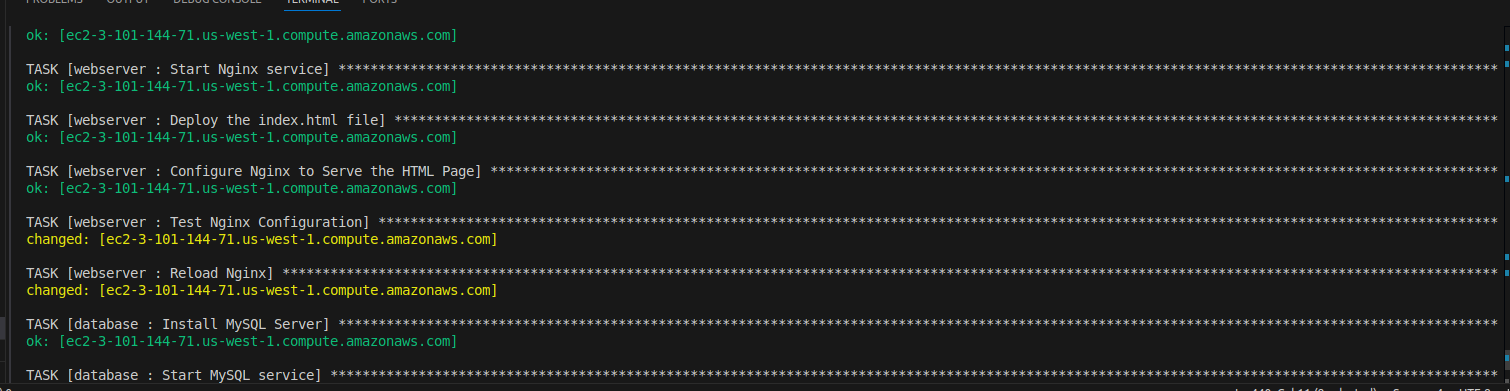 PROBLEMS OUTPUT DEBUG CONSOLE TERMINAL PORTS
ok: [ec2-3-101-144-71.us-west-1.compute.amazonaws.com]
TASK [webserver : Start Nginx service] ****************************************************************************************************************************************************
ok: [ec2-3-101-144-71.us-west-1.compute.amazonaws.com]
TASK [webserver : Deploy the index.html file] *********************************************************************************************************************************************
ok: [ec2-3-101-144-71.us-west-1.compute.amazonaws.com]
TASK [webserver : Configure Nginx to Serve the HTML Page] *********************************************************************************************************************************
ok: [ec2-3-101-144-71.us-west-1.compute.amazonaws.com]
TASK [webserver : Test Nginx Configuration] ***********************************************************************************************************************************************
changed: [ec2-3-101-144-71.us-west-1.compute.amazonaws.com]
TASK [webserver : Reload Nginx] ***********************************************************************************************************************************************************
changed: [ec2-3-101-144-71.us-west-1.compute.amazonaws.com]
TASK [database : Install MySQL Server] ****************************************************************************************************************************************************
ok: [ec2-3-101-144-71.us-west-1.compute.amazonaws.com]
TASK [database : Start MySQL service] *****************************************************************************************************************************************************